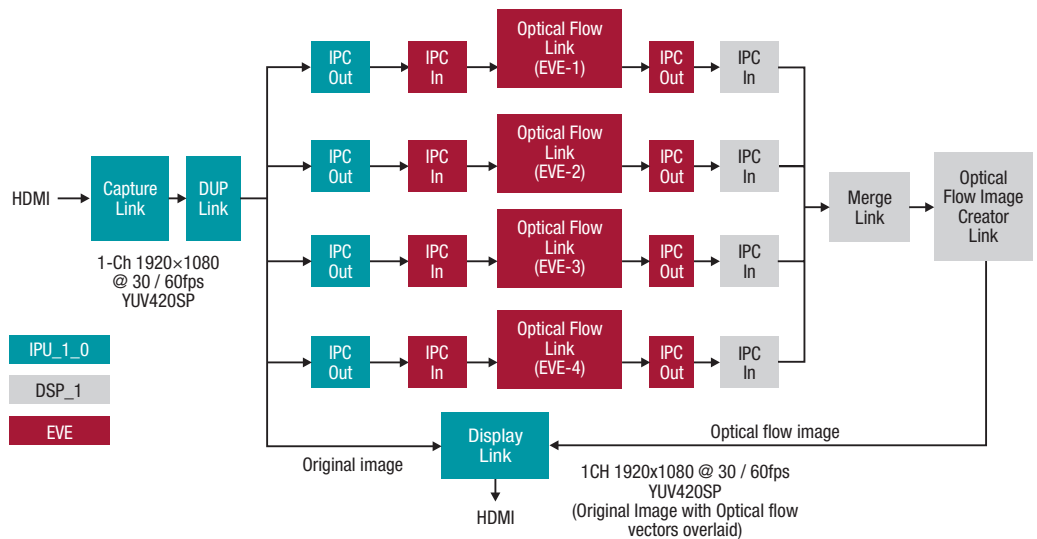 HDMI
Capture
Link
DUP
Link
1-Ch 1920×1080
@ 30 / 60fps
YUV420SP
IPC
Out
IPC
In
Optical Flow
Link
(EVE-1)
IPC
Out
IPC
In
IPC
Out
IPC
In
Optical Flow
Link
(EVE-2)
IPC
Out
IPC
In
IPC
Out
IPC
In
Optical Flow
Link
(EVE-3)
IPC
Out
IPC
In
IPC
Out
IPC
In
Optical Flow
Link
(EVE-4)
IPC
Out
IPC
In
Merge
Link
Optical
Flow Image
Creator
Link
IPU_1_0
DSP_1
EVE
Original image
Display
Link
HDMI
Optical flow image
1CH 1920x1080 @ 30 / 60fps
YUV420SP
(Original Image with Optical flow
vectors overlaid)